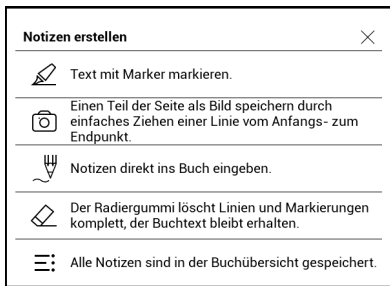 Notizen erstellen
Text mit Marker markieren.
Einen Teil der Seite als Bild speichern durch
einfaches Ziehen einer Linie vom Anfangs- zum
Endpunkt.
Notizen direkt ins Buch eingeben.
Der Radiergummi löscht Linien und Markierungen
komplett, der Buchtext bleibt erhalten.
Alle Notizen sind in der Buchübersicht gespeichert.